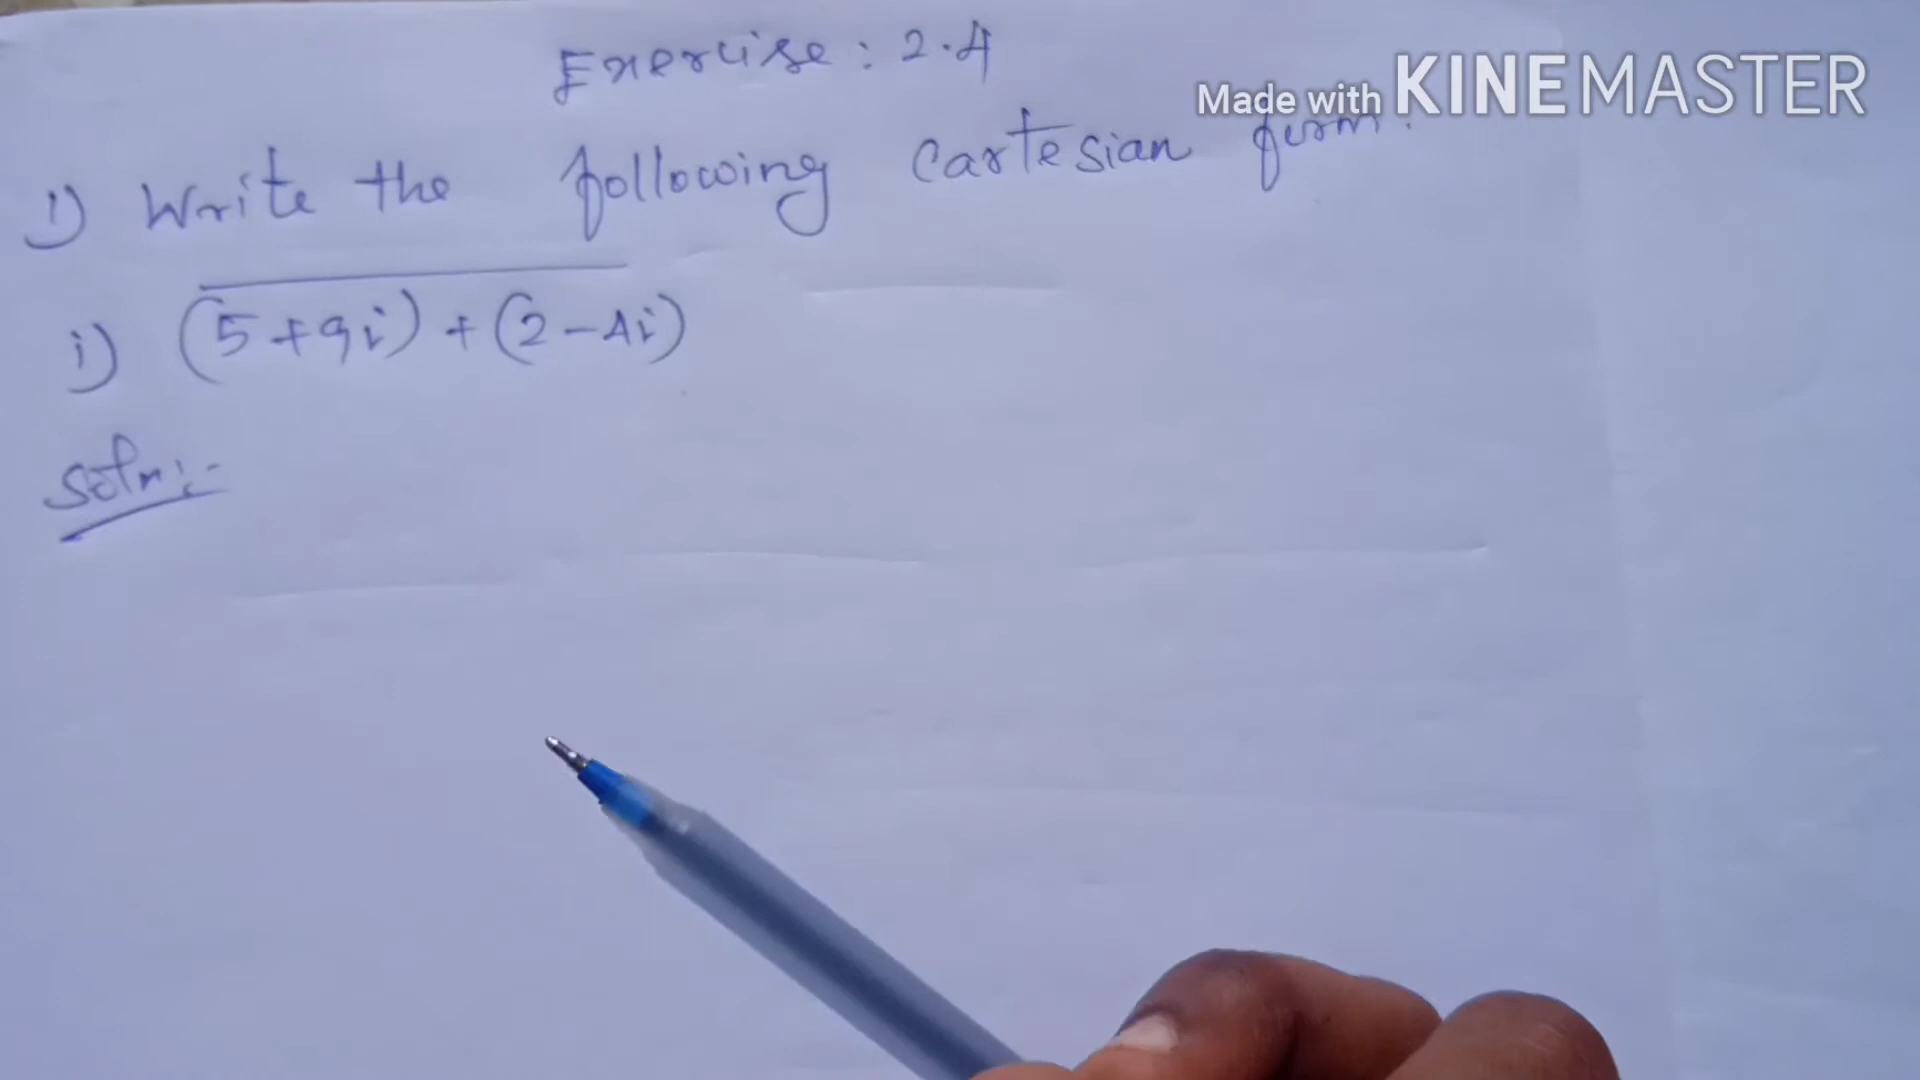 Exercise : 2.4
Made with KINEMASTER
1) Write the following Cartesian form.
i) (5+9i) + (2-4i)
Soln:-